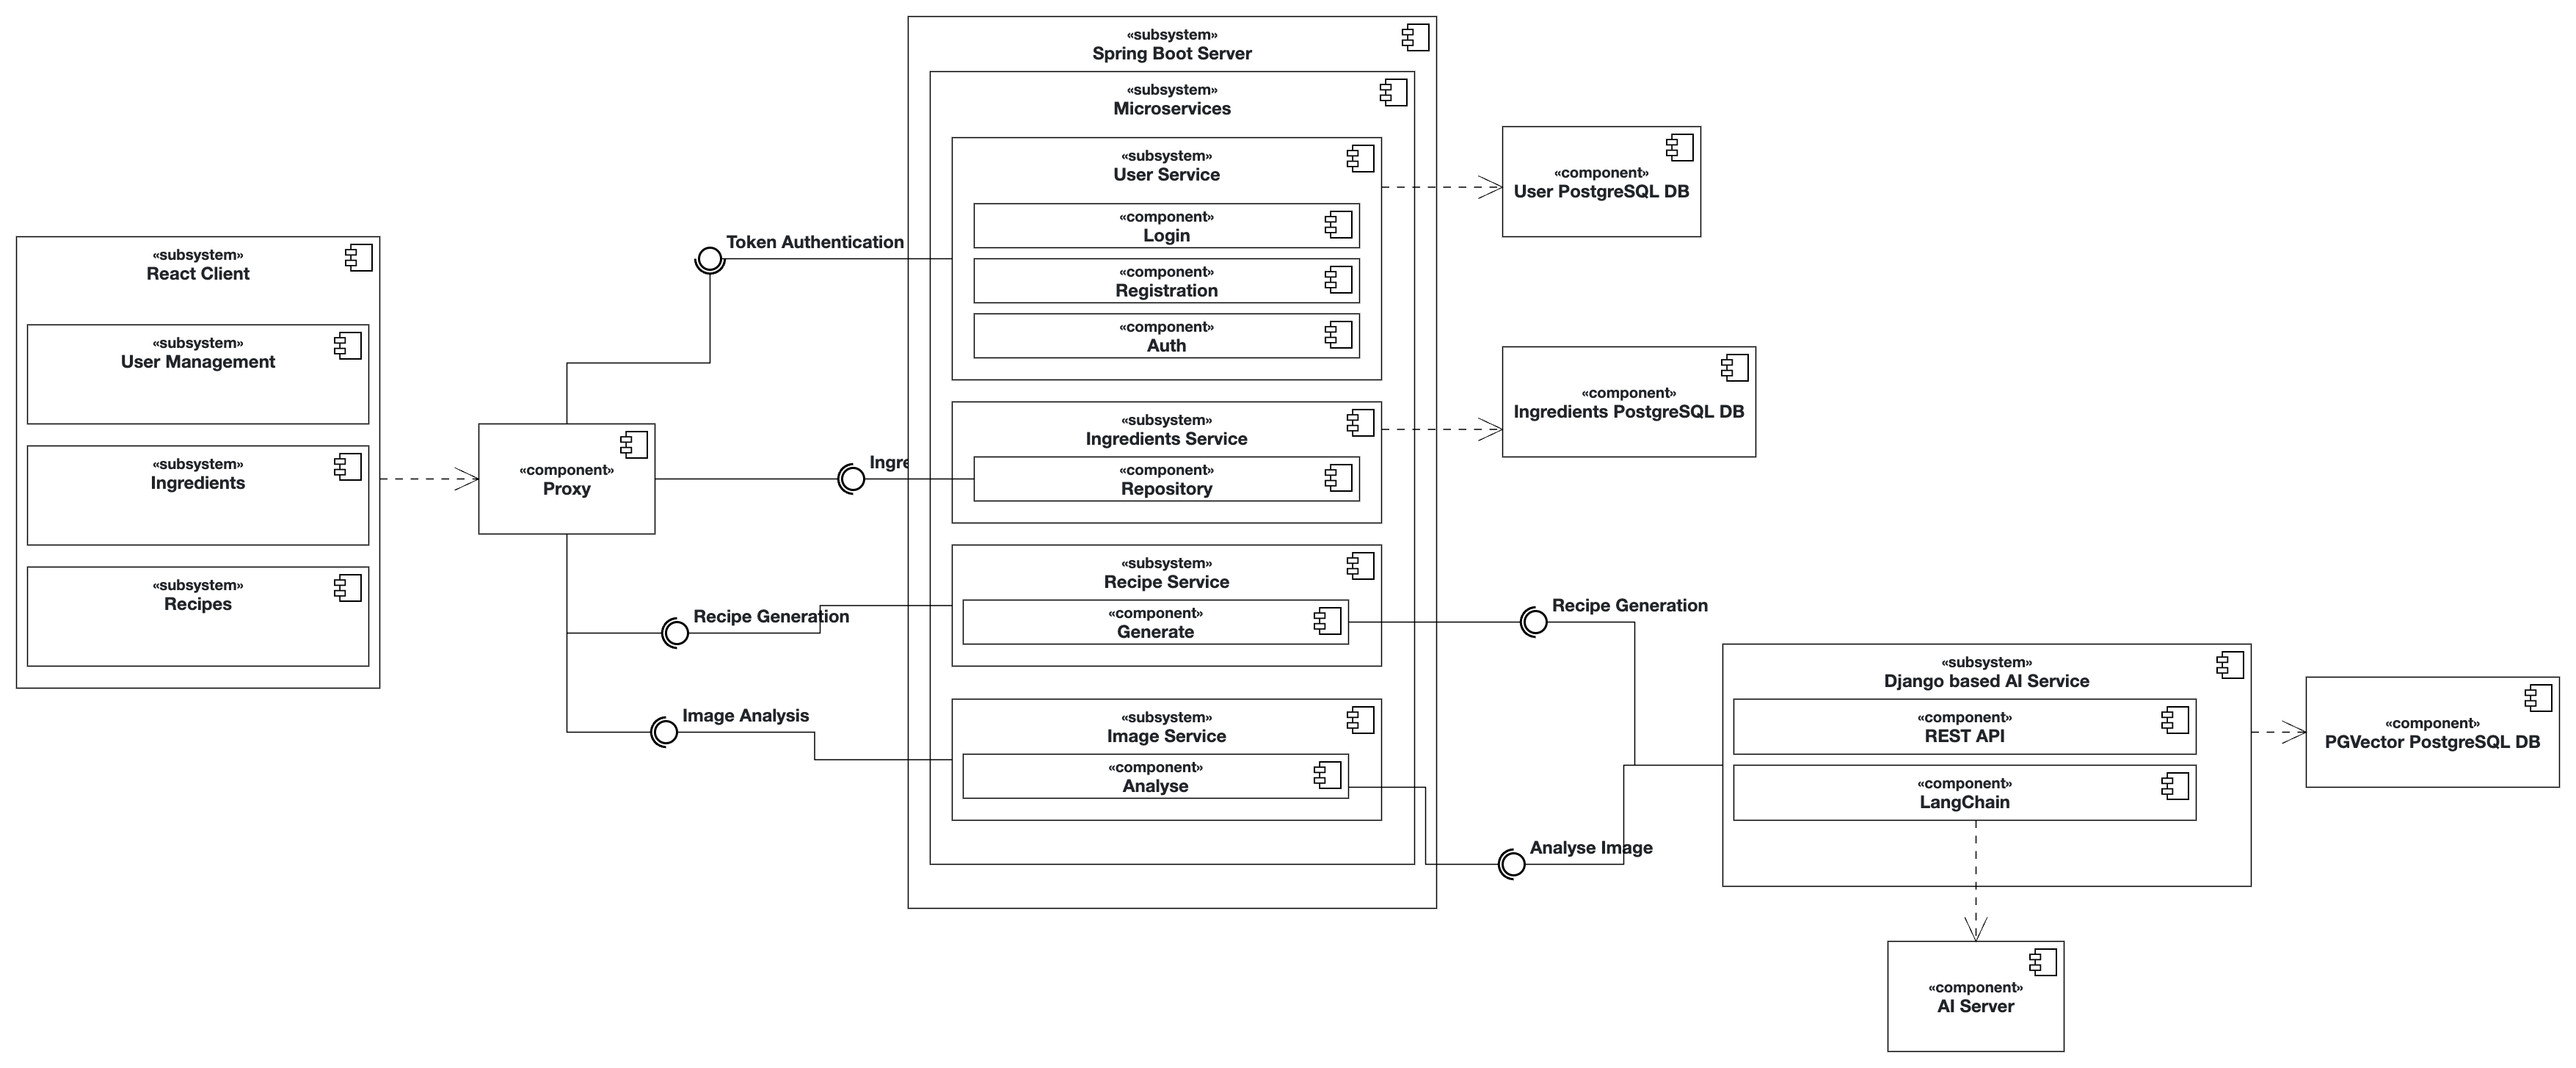 «subsystem»
React Client
«subsystem»
User Management
«subsystem»
Ingredients
«subsystem»
Recipes
«component»
Proxy
Token Authentication
Ingre
Recipe Generation
Image Analysis
«subsystem»
Spring Boot Server
«subsystem»
Microservices
«subsystem»
User Service
«component»
Login
«component»
Registration
«component»
Auth
«subsystem»
Ingredients Service
«component»
Repository
«subsystem»
Recipe Service
«component»
Generate
«subsystem»
Image Service
«component»
Analyse
«component»
User PostgreSQL DB
«component»
Ingredients PostgreSQL DB
Recipe Generation
Analyse Image
«subsystem»
Django based AI Service
«component»
REST API
«component»
LangChain
«component»
PGVector PostgreSQL DB
«component»
AI Server